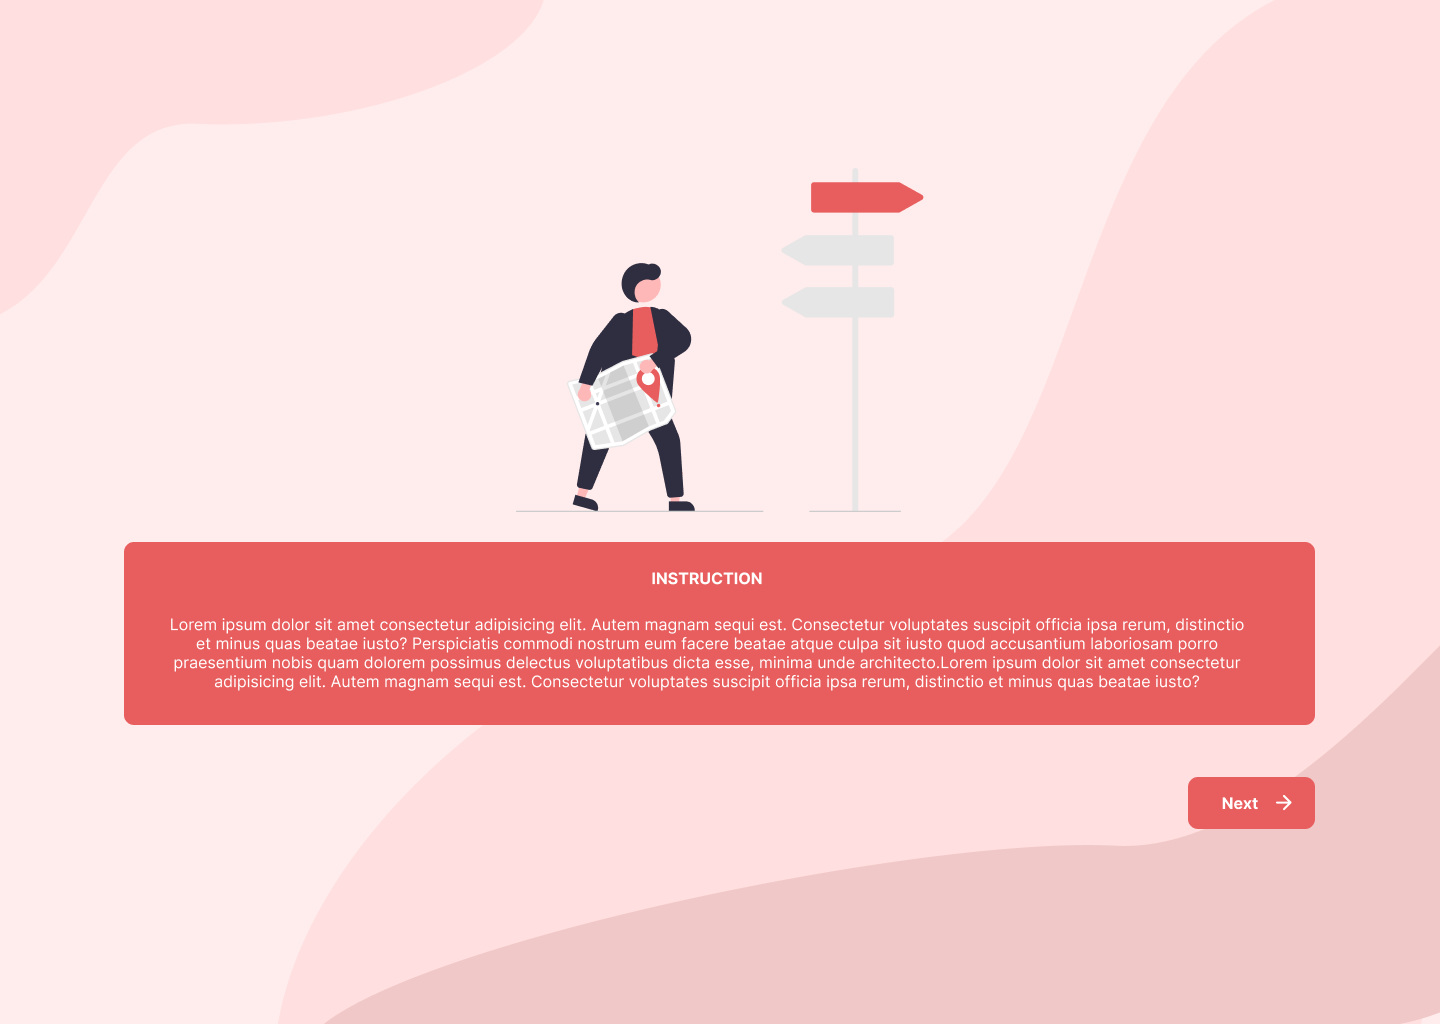 INSTRUCTION
Lorem ipsum dolor sit amet consectetur adipisicing elit. Autem magnam sequi est. Consectetur voluptates suscipit officia ipsa rerum, distinctio
et minus quas beatae iusto? Perspiciatis commodi nostrum eum facere beatae atque culpa sit iusto quod accusantium laboriosam porro
praesentium nobis quam dolorem possimus delectus voluptatibus dicta esse, minima unde architecto.Lorem ipsum dolor sit amet consectetur
adipisicing elit. Autem magnam sequi est. Consectetur voluptates suscipit officia ipsa rerum, distinctio et minus quas beatae iusto?
Next